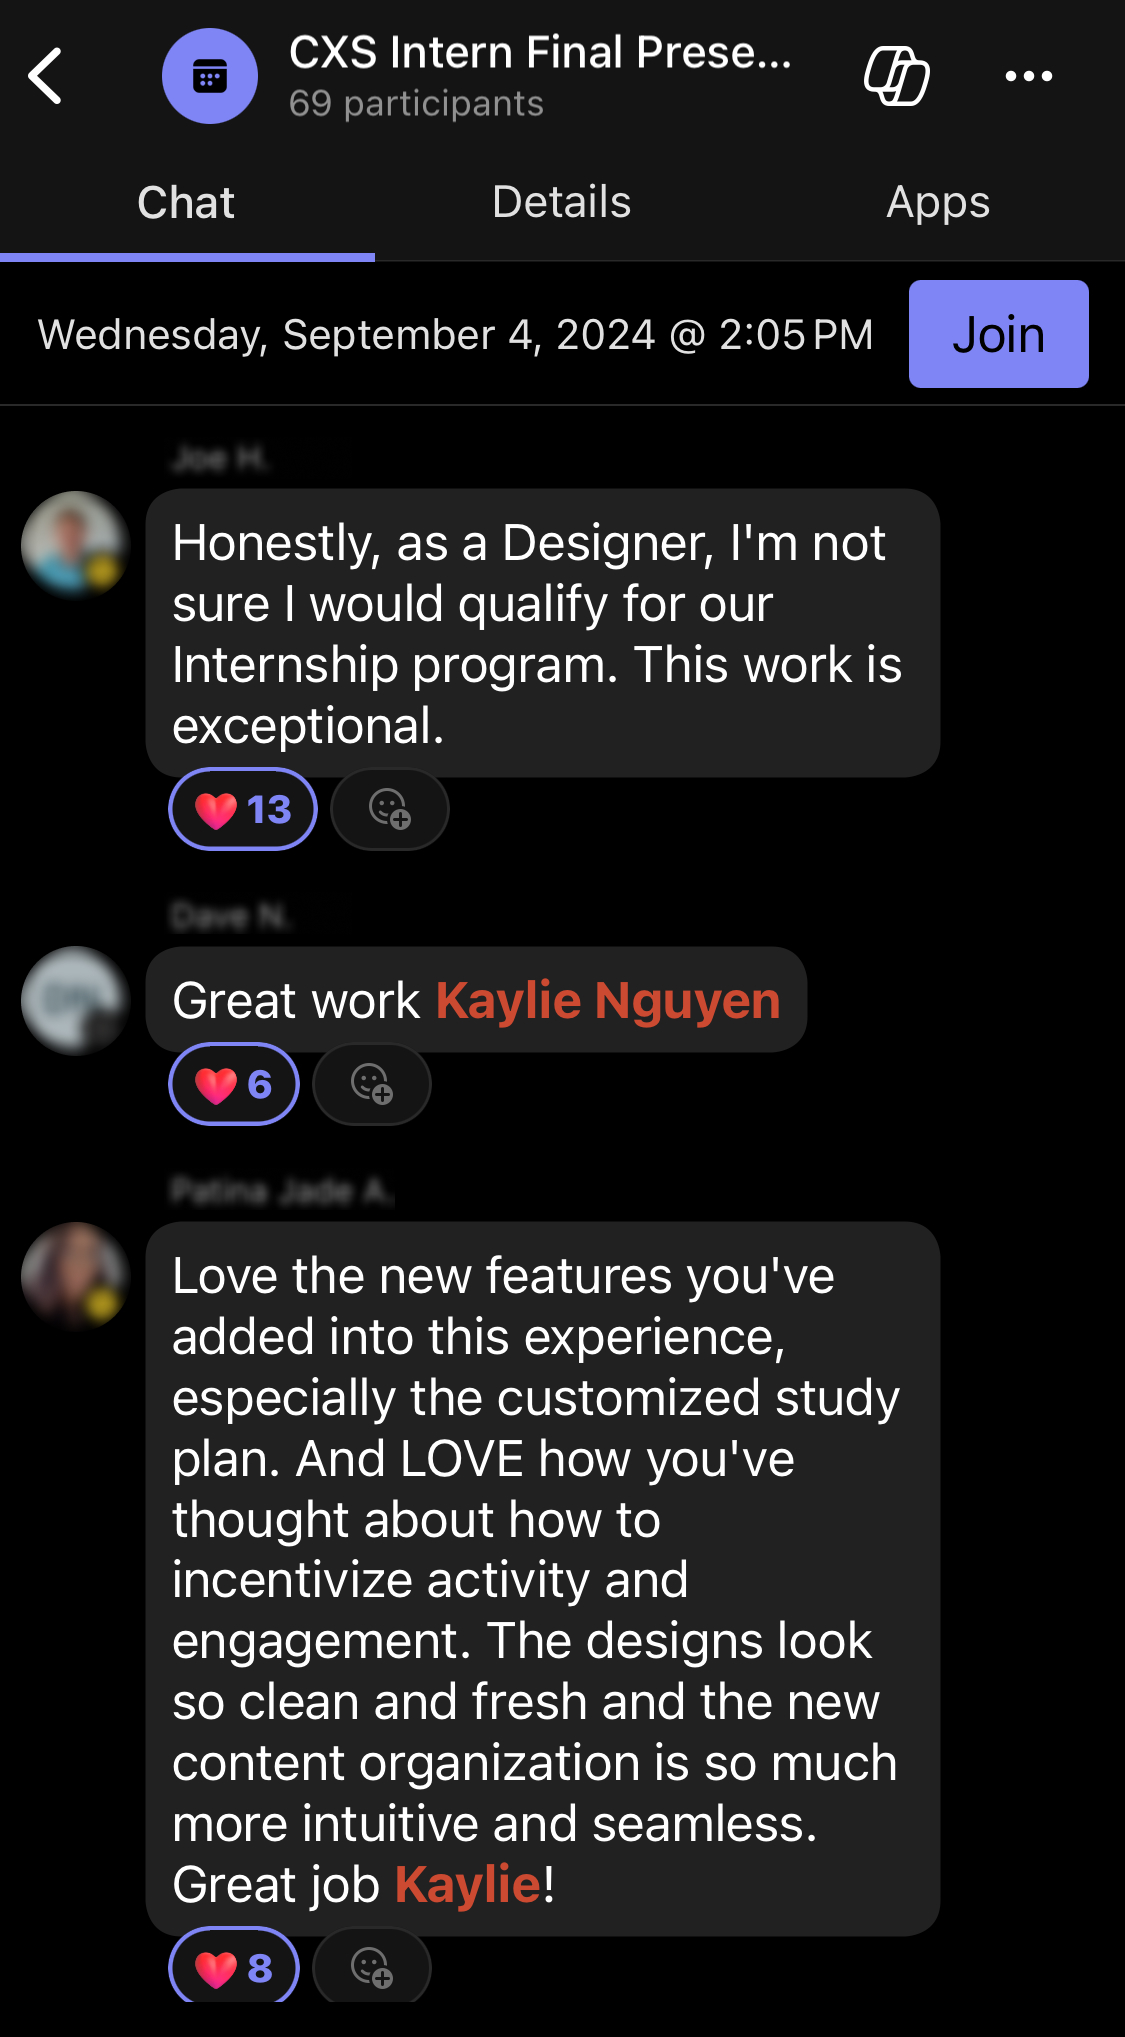 CXS Intern Final Prese...
69 participants
Chat
Details
Apps
Wednesday, September 4, 2024 @ 2:05 PM
Join
Joe H.
Honestly, as a Designer, I'm not
sure I would qualify for our
Internship program. This work is
exceptional.
13
Dave N.
Great work Kaylie Nguyen
6
Patina Jade A.
Love the new features you've
added into this experience,
especially the customized study
plan. And LOVE how you've
thought about how to
incentivize activity and
engagement. The designs look
so clean and fresh and the new
content organization is so much
more intuitive and seamless.
Great job Kaylie!
8